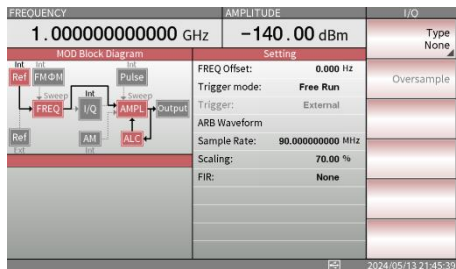 FREQUENCY
AMPLITUDE
I/Q
1.000000000000 GHz
-140.00 dBm
Type
None
MOD Block Diagram
Setting
Int
Int
Int
Ref
FMΦM
Pulse
FREQ Offset: 0.000 Hz
Oversample
Sweep
Int
Sweep
Trigger mode: Free Run
FREQ
I/Q
AMPL
Output
Trigger: External
ARB Waveform
Ref
AM
ALC
Sample Rate: 90.000000000 MHz
Ext
Int
Scaling: 70.00 %
FIR: None
2024/05/13 21:45:39